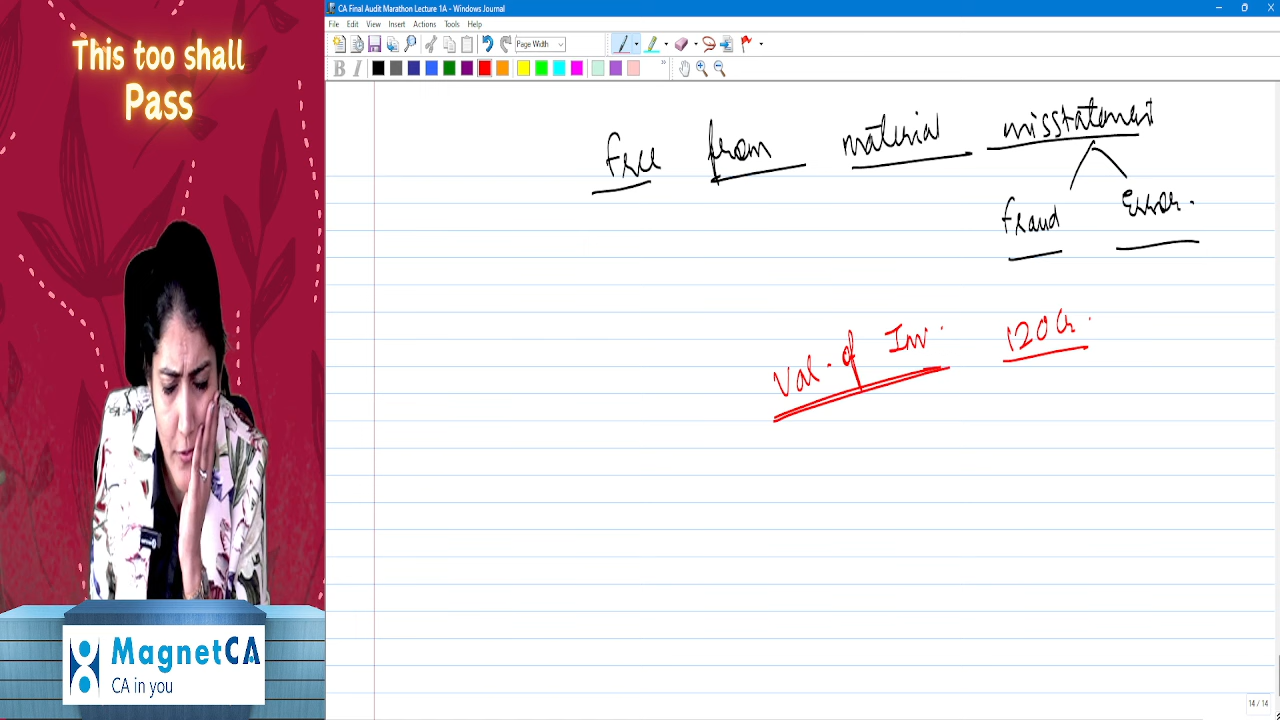 This too shall
Pass
CA Final Audit Marathon Lecture 1A - Windows Journal
File Edit View Insert Actions Tools Help
Page Width
B I
free from material misstatement
fraud Error.
Val. of Inv. 120 Cr.
MagnetCA
CA in you
14 / 14